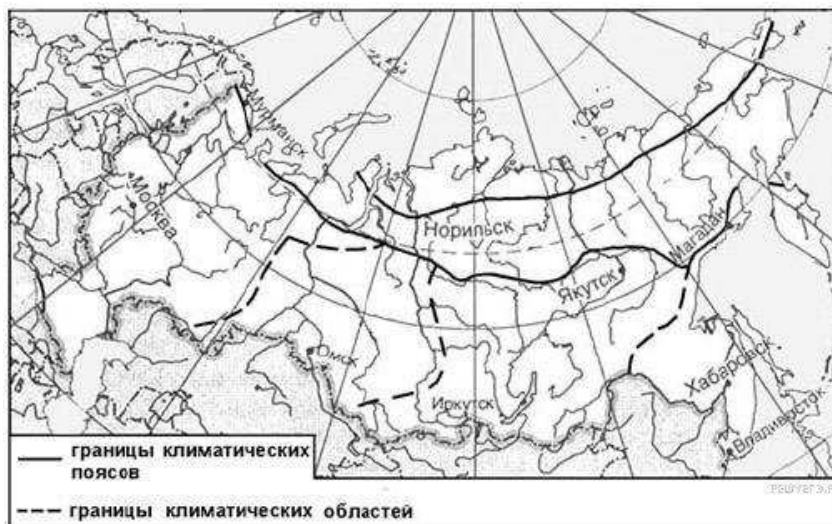 Мурманск
Москва
Норильск
Якутск
Магадан
Омск
Иркутск
Хабаровск
Владивосток
границы климатических
поясов
границы климатических областей